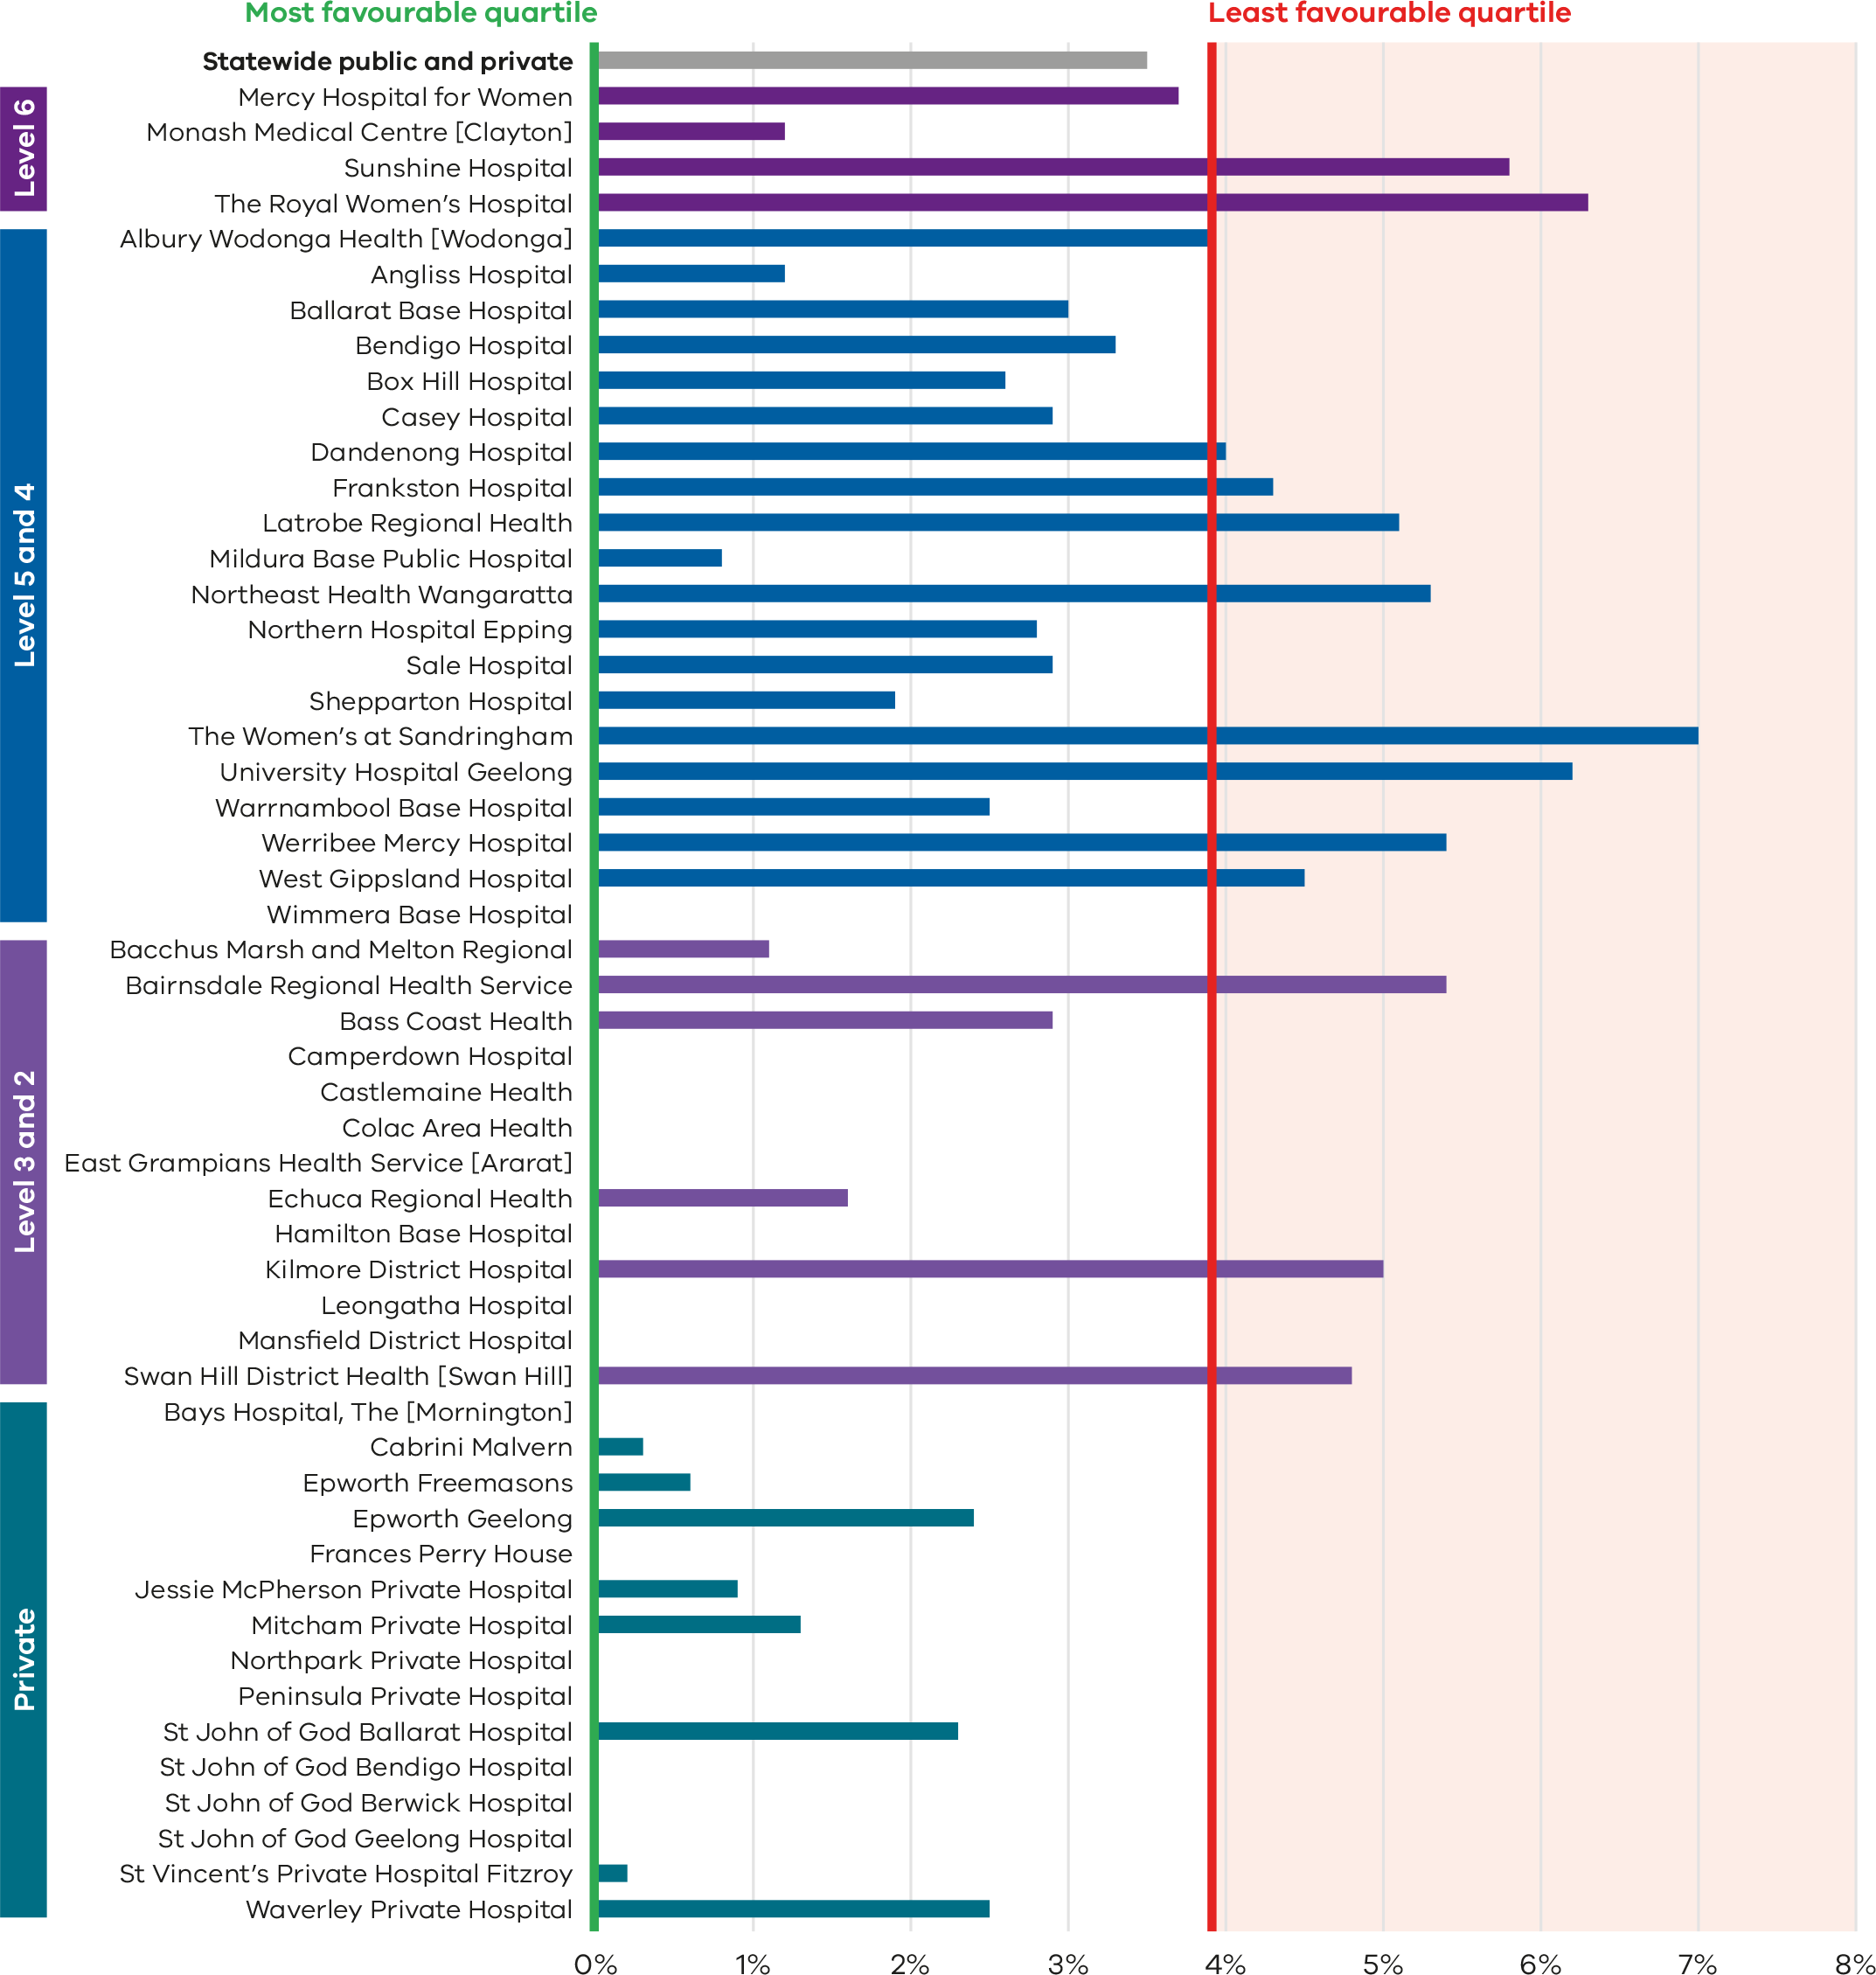 Most favourable quartile
Least favourable quartile
Statewide public and private
Level 6
Mercy Hospital for Women
Monash Medical Centre [Clayton]
Sunshine Hospital
The Royal Women’s Hospital
Level 5 and 4
Albury Wodonga Health [Wodonga]
Angliss Hospital
Ballarat Base Hospital
Bendigo Hospital
Box Hill Hospital
Casey Hospital
Dandenong Hospital
Frankston Hospital
Latrobe Regional Health
Mildura Base Public Hospital
Northeast Health Wangaratta
Northern Hospital Epping
Sale Hospital
Shepparton Hospital
The Women’s at Sandringham
University Hospital Geelong
Warrnambool Base Hospital
Werribee Mercy Hospital
West Gippsland Hospital
Wimmera Base Hospital
Level 3 and 2
Bacchus Marsh and Melton Regional
Bairnsdale Regional Health Service
Bass Coast Health
Camperdown Hospital
Castlemaine Health
Colac Area Health
East Grampians Health Service [Ararat]
Echuca Regional Health
Hamilton Base Hospital
Kilmore District Hospital
Leongatha Hospital
Mansfield District Hospital
Swan Hill District Health [Swan Hill]
Private
Bays Hospital, The [Mornington]
Cabrini Malvern
Epworth Freemasons
Epworth Geelong
Frances Perry House
Jessie McPherson Private Hospital
Mitcham Private Hospital
Northpark Private Hospital
Peninsula Private Hospital
St John of God Ballarat Hospital
St John of God Bendigo Hospital
St John of God Berwick Hospital
St John of God Geelong Hospital
St Vincent’s Private Hospital Fitzroy
Waverley Private Hospital
0% 1% 2% 3% 4% 5% 6% 7% 8%